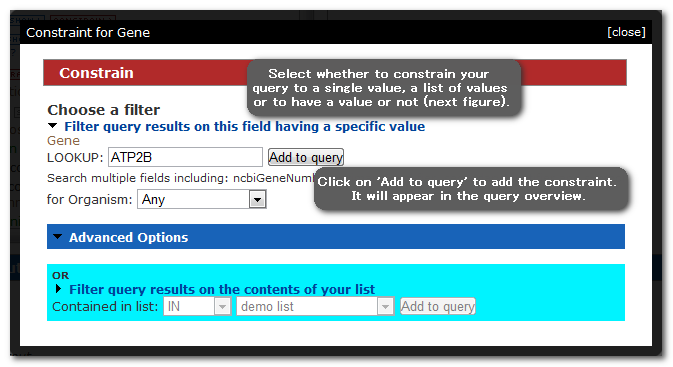 Constraint for Gene
[close]
Constrain
Select whether to constrain your
query to a single value, a list of values
or to have a value or not (next figure).
Choose a filter
Filter query results on this field having a specific value
Gene
LOOKUP: ATP2B Add to query
Search multiple fields including: ncbiGeneNum
Click on 'Add to query' to add the constraint.
It will appear in the query overview.
for Organism: Any
Advanced Options
OR
Filter query results on the contents of your list
Contained in list: IN demo list Add to query